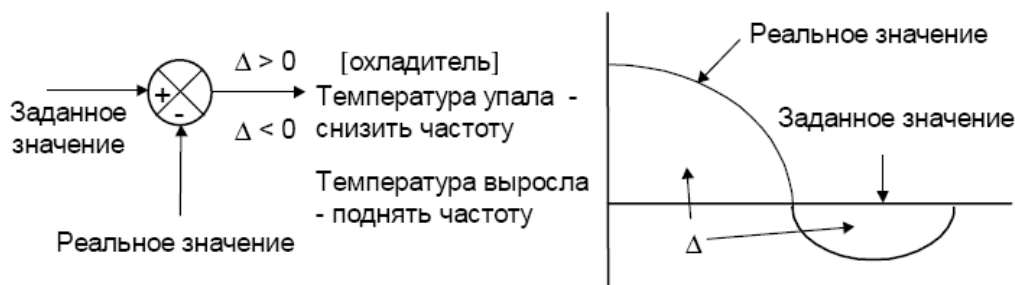 Δ > 0 [охладитель]
Температура упала -
снизить частоту
Δ < 0
Температура выросла
- поднять частоту
+
-
Заданное
значение
Реальное значение
Реальное значение
Заданное значение
Δ